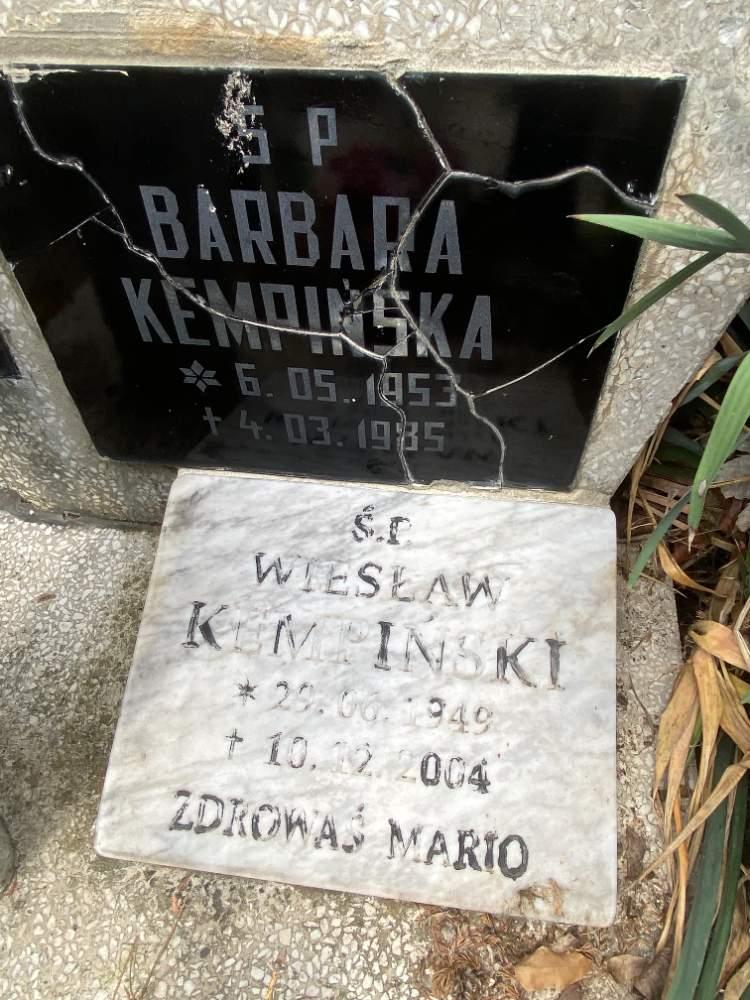 Ś P
BARBARA
KEMPIŃSKA
* 6. 05. 1953
† 4. 03. 1985
Ś.P.
WIESŁAW
KEMPIŃSKI
* 29. 06. 1949
† 10. 12. 2004
ZDROWAŚ MARIO